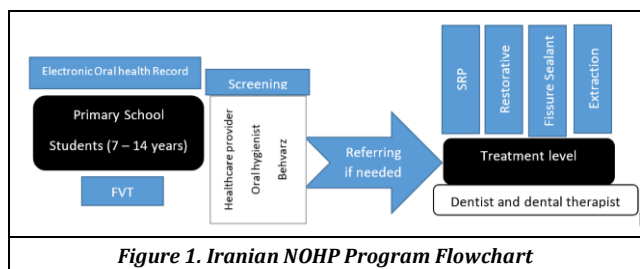 Electronic Oral health Record
Primary School
Students (7 – 14 years)
FVT
Screening
Healthcare provider
Oral hygienist
Behvarz
Referring
if needed
SRP
Restorative
Fissure Sealant
Extraction
Treatment level
Dentist and dental therapist
Figure 1. Iranian NOHP Program Flowchart